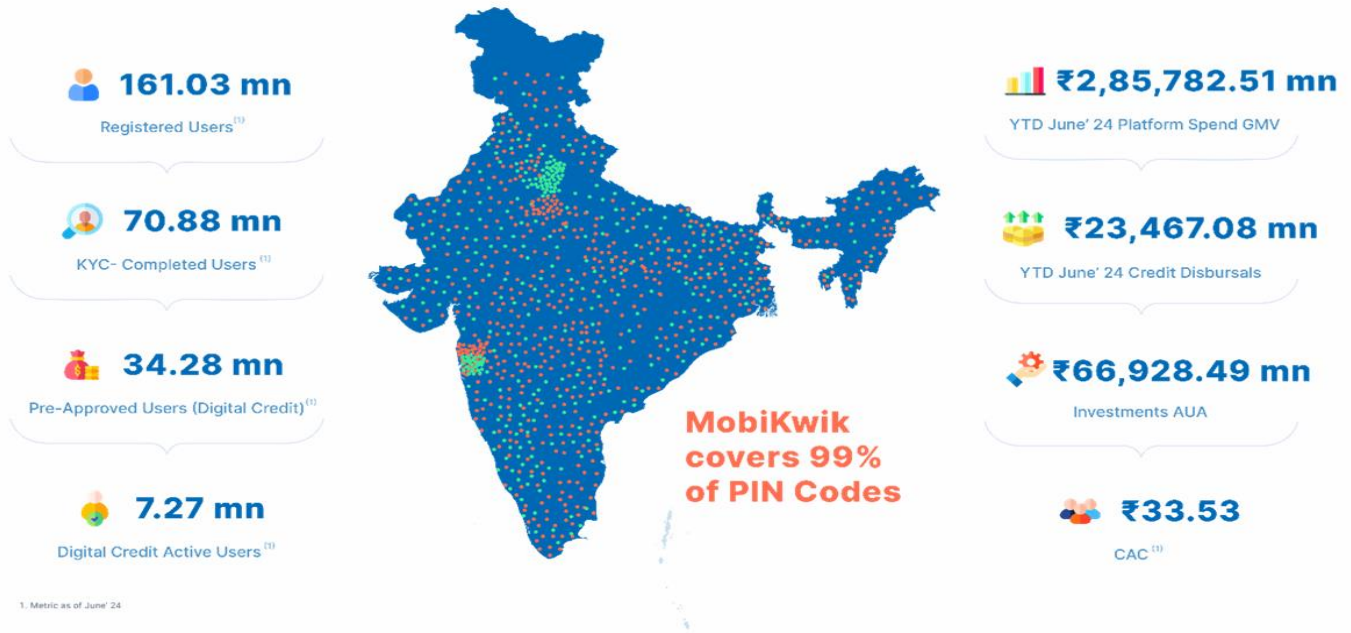 161.03 mn
Registered Users[1]
70.88 mn
KYC- Completed Users [1]
34.28 mn
Pre-Approved Users (Digital Credit)[1]
7.27 mn
Digital Credit Active Users [1]
1. Metric as of June' 24
MobiKwik
covers 99%
of PIN Codes
₹2,85,782.51 mn
YTD June' 24 Platform Spend GMV
₹23,467.08 mn
YTD June' 24 Credit Disbursals
₹66,928.49 mn
Investments AUA
₹33.53
CAC [1]